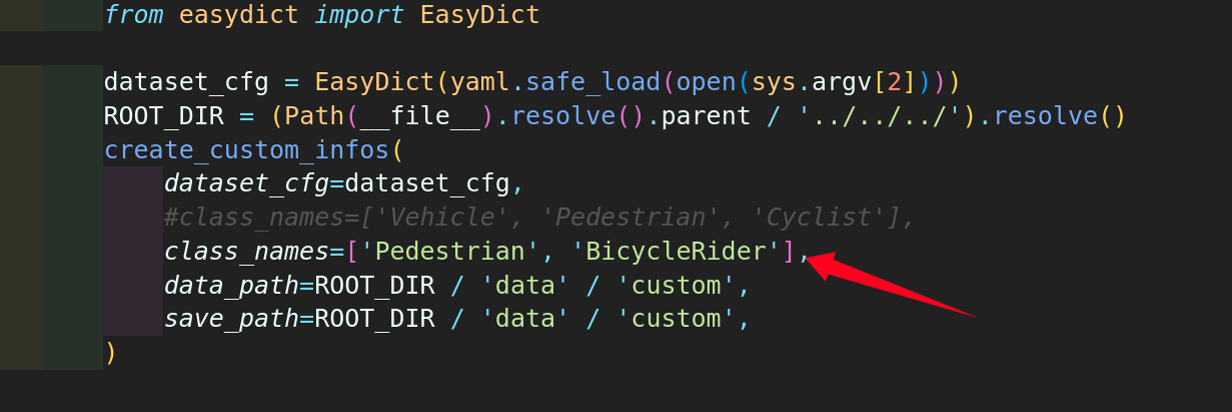 from easydict import EasyDict
dataset_cfg = EasyDict(yaml.safe_load(open(sys.argv[2])))
ROOT_DIR = (Path(__file__).resolve().parent / '../../../').resolve()
create_custom_infos(
dataset_cfg=dataset_cfg,
#class_names=['Vehicle', 'Pedestrian', 'Cyclist'],
class_names=['Pedestrian', 'BicycleRider'],
data_path=ROOT_DIR / 'data' / 'custom',
save_path=ROOT_DIR / 'data' / 'custom',
)